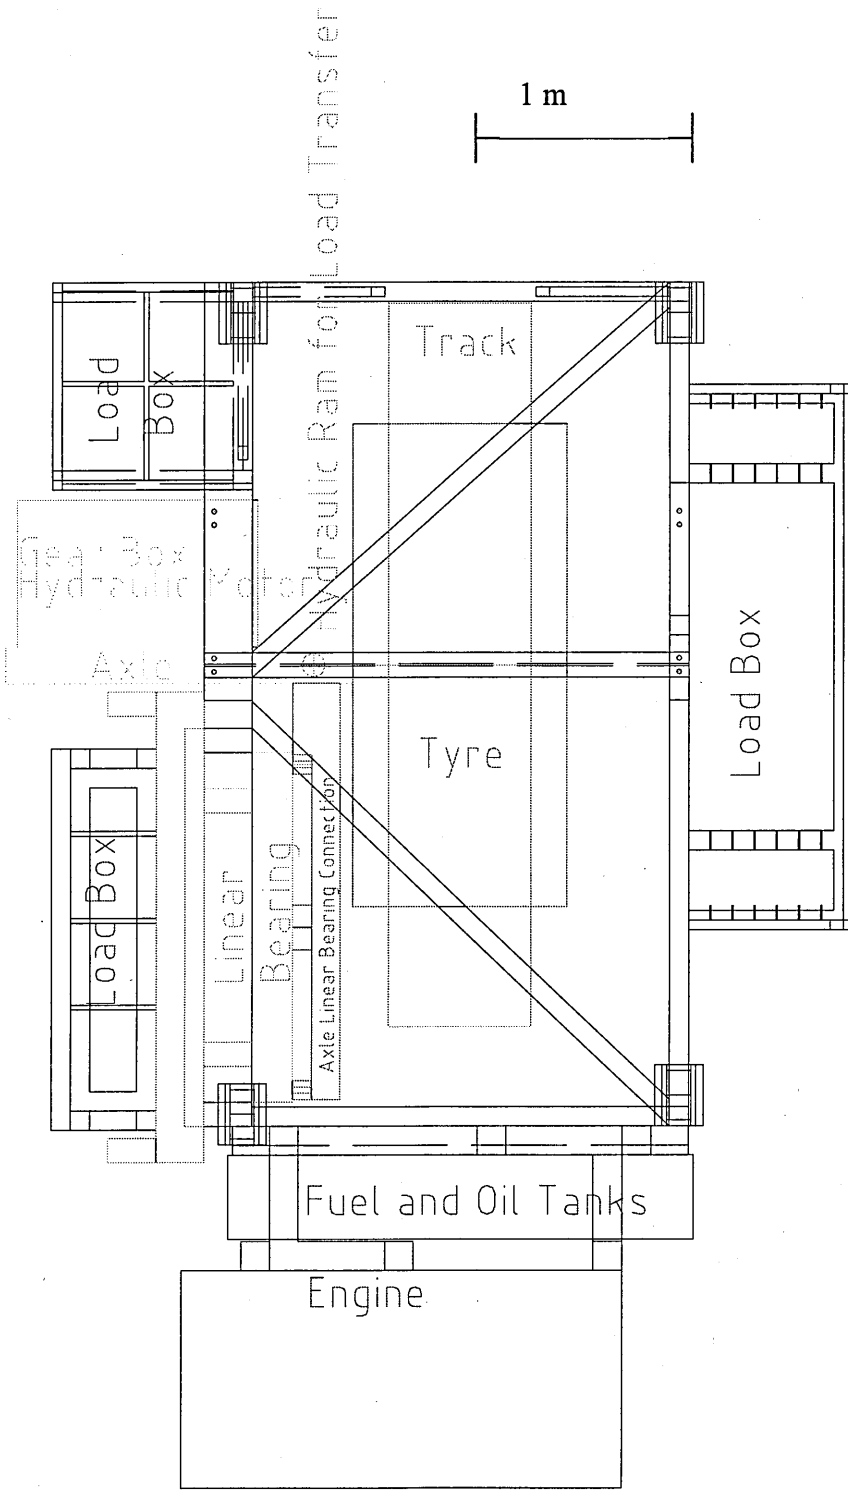 1 m
Hydraulic Ram for Load Transfer
Track
Load
Box
Gear Box
Hydraulic Motor
Axle
Load Box
Tyre
Load Box
Linear
Bearing
Axle Linear Bearing Connection
Fuel and Oil Tanks
Engine